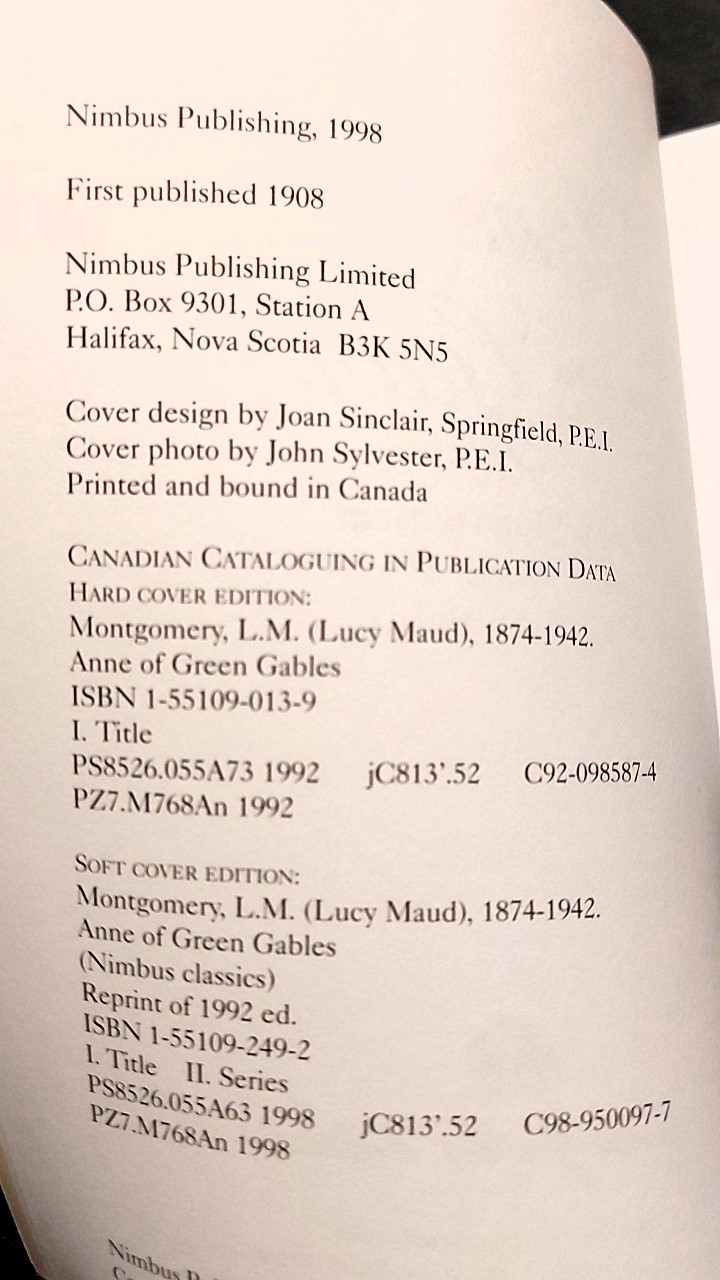 Nimbus Publishing, 1998
First published 1908
Nimbus Publishing Limited
P.O. Box 9301, Station A
Halifax, Nova Scotia B3K 5N5
Cover design by Joan Sinclair, Springfield, P.E.I.
Cover photo by John Sylvester, P.E.I.
Printed and bound in Canada
CANADIAN CATALOGUING IN PUBLICATION DATA
HARD COVER EDITION:
Montgomery, L.M. (Lucy Maud), 1874-1942.
Anne of Green Gables
ISBN 1-55109-013-9
I. Title
PS8526.055A73 1992 jC813'.52 C92-098587-4
PZ7.M768An 1992
SOFT COVER EDITION:
Montgomery, L.M. (Lucy Maud), 1874-1942.
Anne of Green Gables
(Nimbus classics)
Reprint of 1992 ed.
ISBN 1-55109-249-2
I. Title II. Series
PS8526.055A63 1998 jC813'.52 C98-950097-7
PZ7.M768An 1998
Nimbus